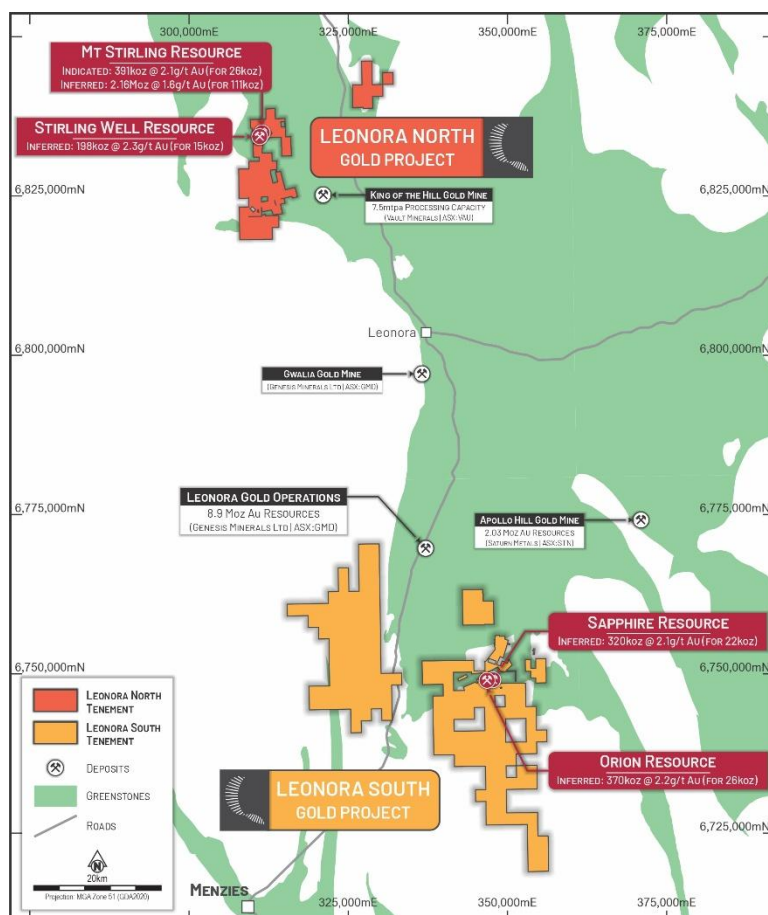 300,000mE
325,000mE
350,000mE
375,000mE
Mt Stirling Resource
Indicated: 391koz @ 2.1g/t Au (for 26koz)
Inferred: 2.16Moz @ 1.6g/t Au (for 111koz)
Stirling Well Resource
Inferred: 198koz @ 2.3g/t Au (for 15koz)
LEONORA NORTH
GOLD PROJECT
6,825,000mN
6,825,000mN
King of the Hill Gold Mine
7.5mtpa Processing Capacity
(Vault Minerals | ASX:VAU)
Leonora
6,800,000mN
6,800,000mN
Gwalia Gold Mine
(Genesis Minerals Ltd | ASX:GMD)
Leonora Gold Operations
8.9 Moz Au Resources
(Genesis Minerals Ltd | ASX:GMD)
6,775,000mN
6,775,000mN
Apollo Hill Gold Mine
2.03 Moz Au Resources
(Saturn Metals | ASX:STN)
Sapphire Resource
Inferred: 320koz @ 2.1g/t Au (for 22koz)
6,750,000mN
6,750,000mN
Orion Resource
Inferred: 370koz @ 2.2g/t Au (for 26koz)
LEONORA SOUTH
GOLD PROJECT
6,725,000mN
Leonora North
Tenement
Leonora South
Tenement
Deposits
Greenstones
Roads
N
20km
Projection: MGA Zone 51 (GDA2020)
Menzies
325,000mE
350,000mE
375,000mE